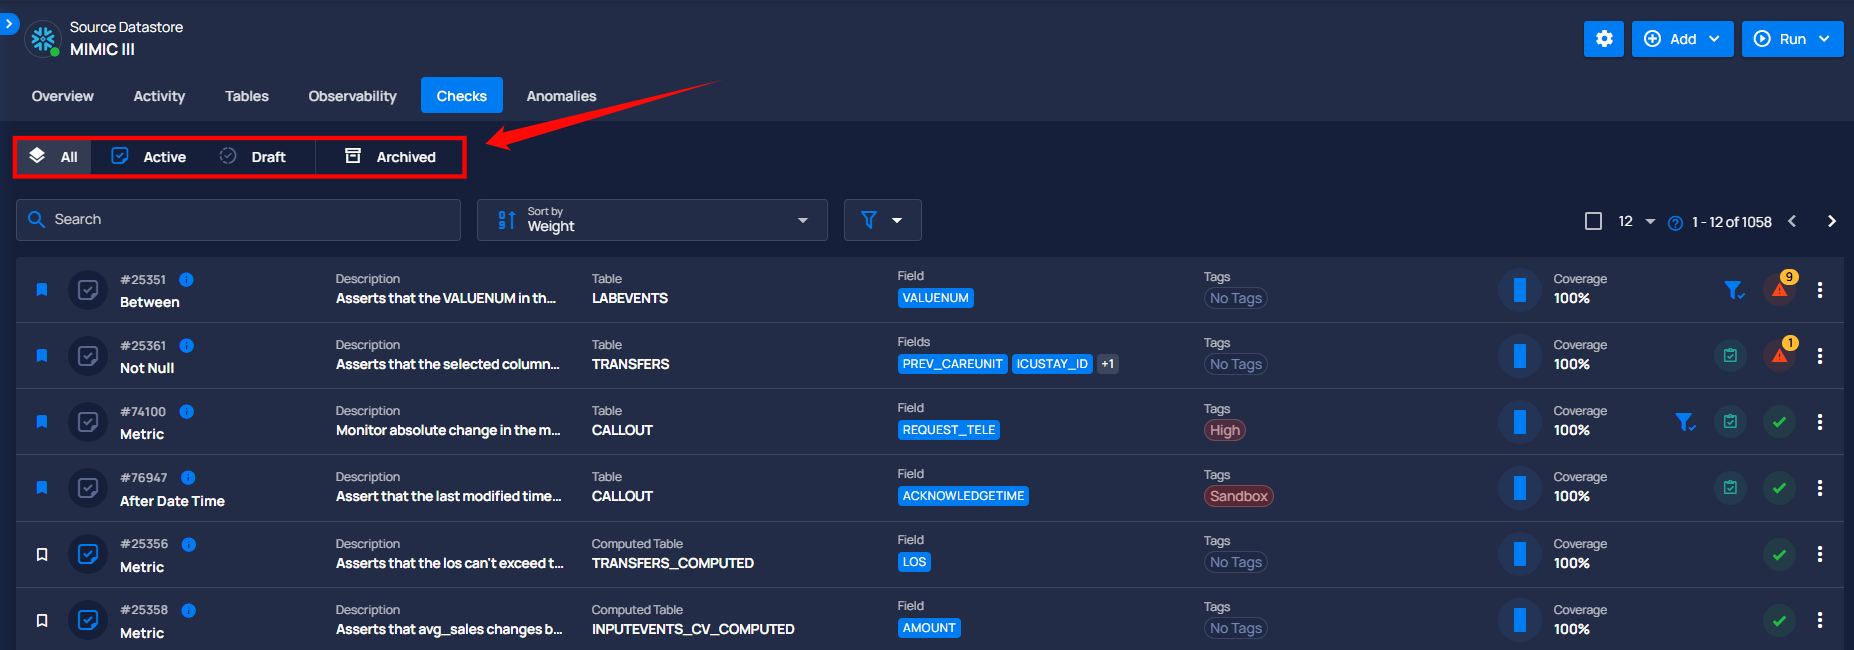 Source Datastore
MIMIC III
Add
Run
Overview Activity Tables Observability Checks Anomalies
All Active Draft Archived
Search
Sort by
Weight
12 1 - 12 of 1058
#25351
Between
Description
Asserts that the VALUENUM in th...
Table
LABEVENTS
Field
VALUENUM
Tags
No Tags
Coverage
100%
9
#25361
Not Null
Description
Asserts that the selected column...
Table
TRANSFERS
Fields
PREV_CAREUNIT ICUSTAY_ID +1
Tags
No Tags
Coverage
100%
1
#74100
Metric
Description
Monitor absolute change in the m...
Table
CALLOUT
Field
REQUEST_TELE
Tags
High
Coverage
100%
#76947
After Date Time
Description
Assert that the last modified time...
Table
CALLOUT
Field
ACKNOWLEDGETIME
Tags
Sandbox
Coverage
100%
#25356
Metric
Description
Asserts that the los can't exceed t...
Computed Table
TRANSFERS_COMPUTED
Field
LOS
Tags
No Tags
Coverage
100%
#25358
Metric
Description
Asserts that avg_sales changes b...
Computed Table
INPUTEVENTS_CV_COMPUTED
Field
AMOUNT
Tags
No Tags
Coverage
100%